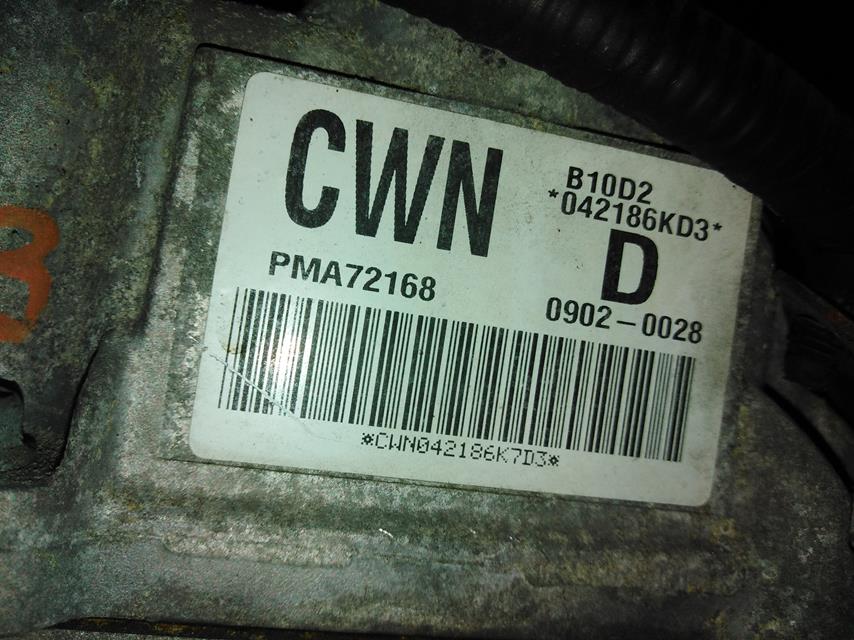 CWN
B10D2
*042186KD3*
D
PMA72168
0902-0028
*CWN042186K7D3*